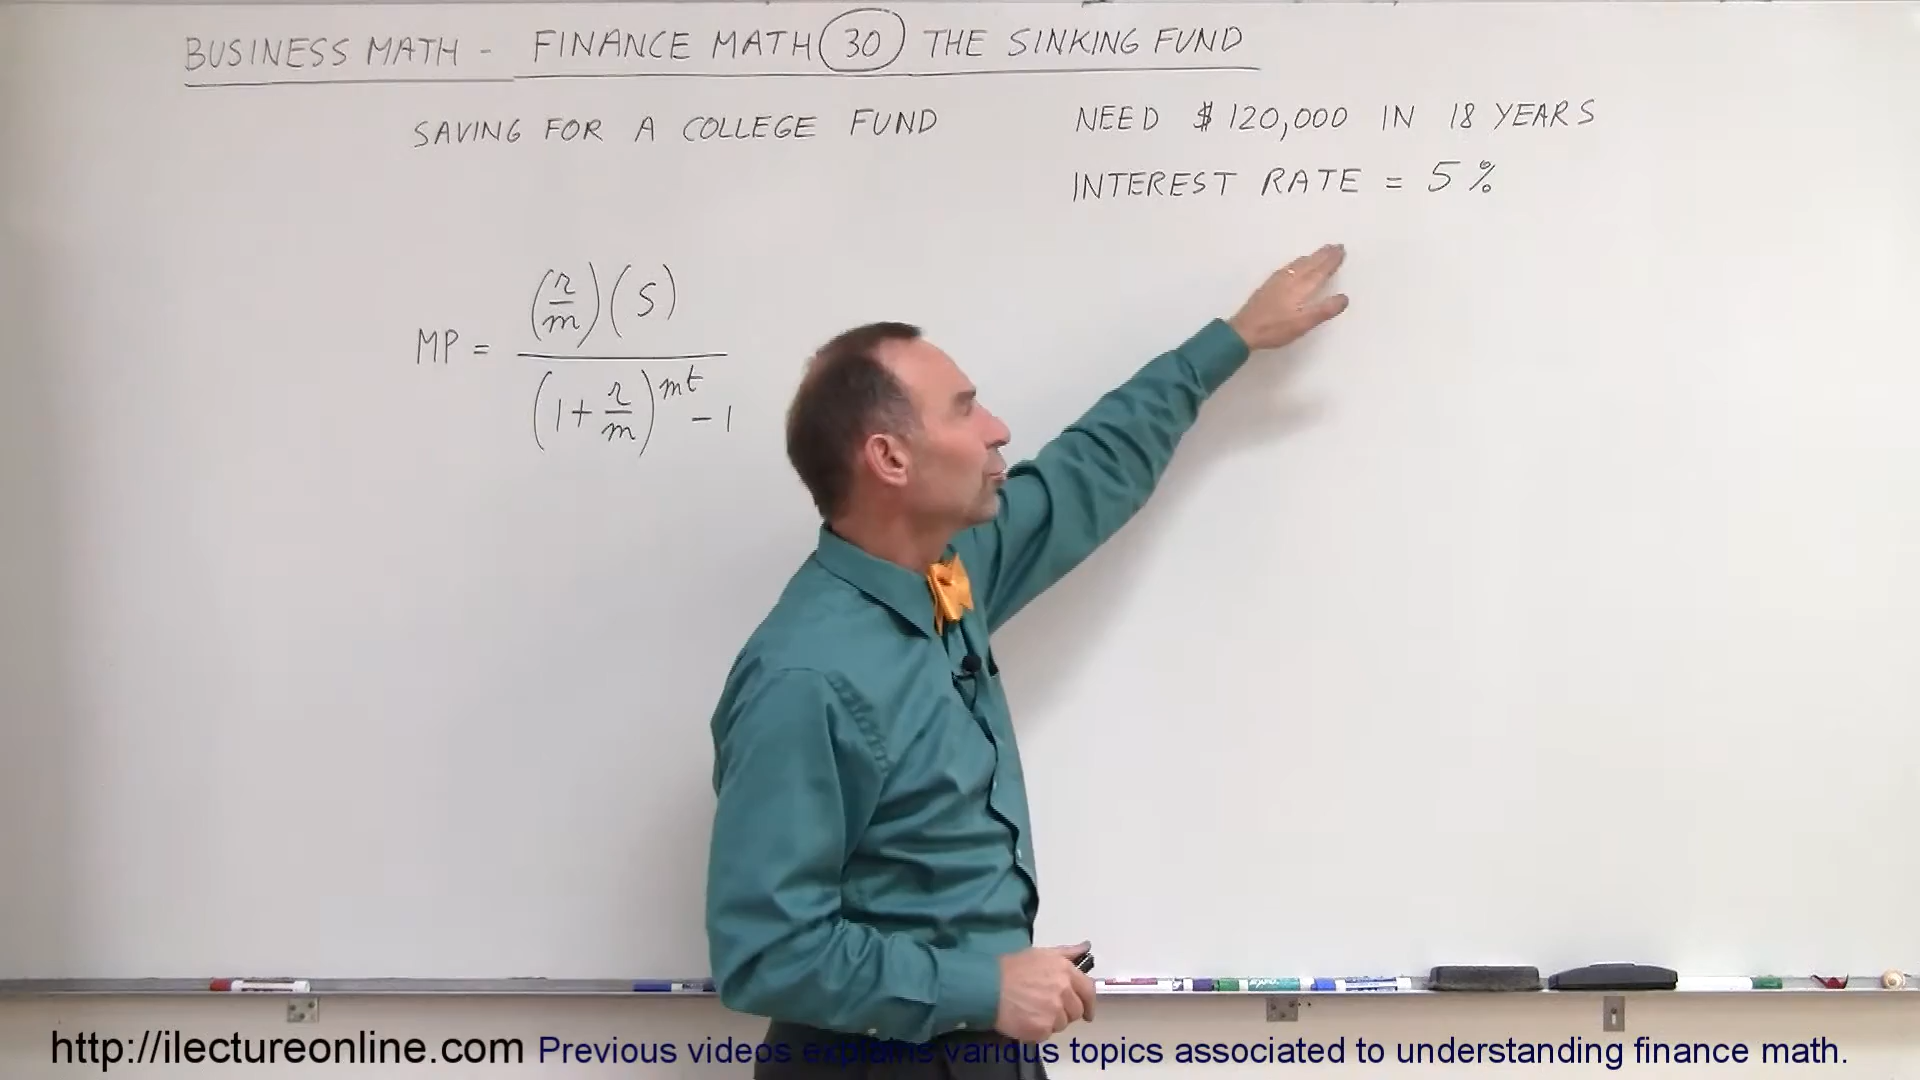 BUSINESS MATH - FINANCE MATH 30 THE SINKING FUND
SAVING FOR A COLLEGE FUND
NEED $120,000 IN 18 YEARS
INTEREST RATE = 5%
MP = (r/m)(S) / (1 + r/m)^mt - 1
http://ilectureonline.com Previous videos explains various topics associated to understanding finance math.